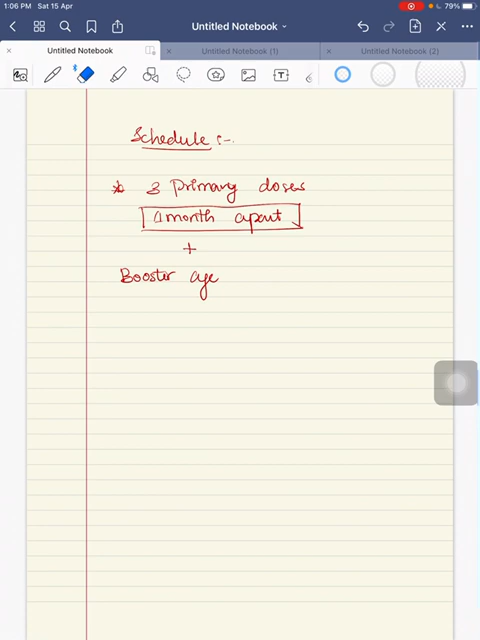 1:06 PM Sat 15 Apr
79%
Untitled Notebook
Untitled Notebook
Untitled Notebook (1)
Untitled Notebook (2)
Schedule :-
* 3 Primary doses
1 month apart
+
Booster age